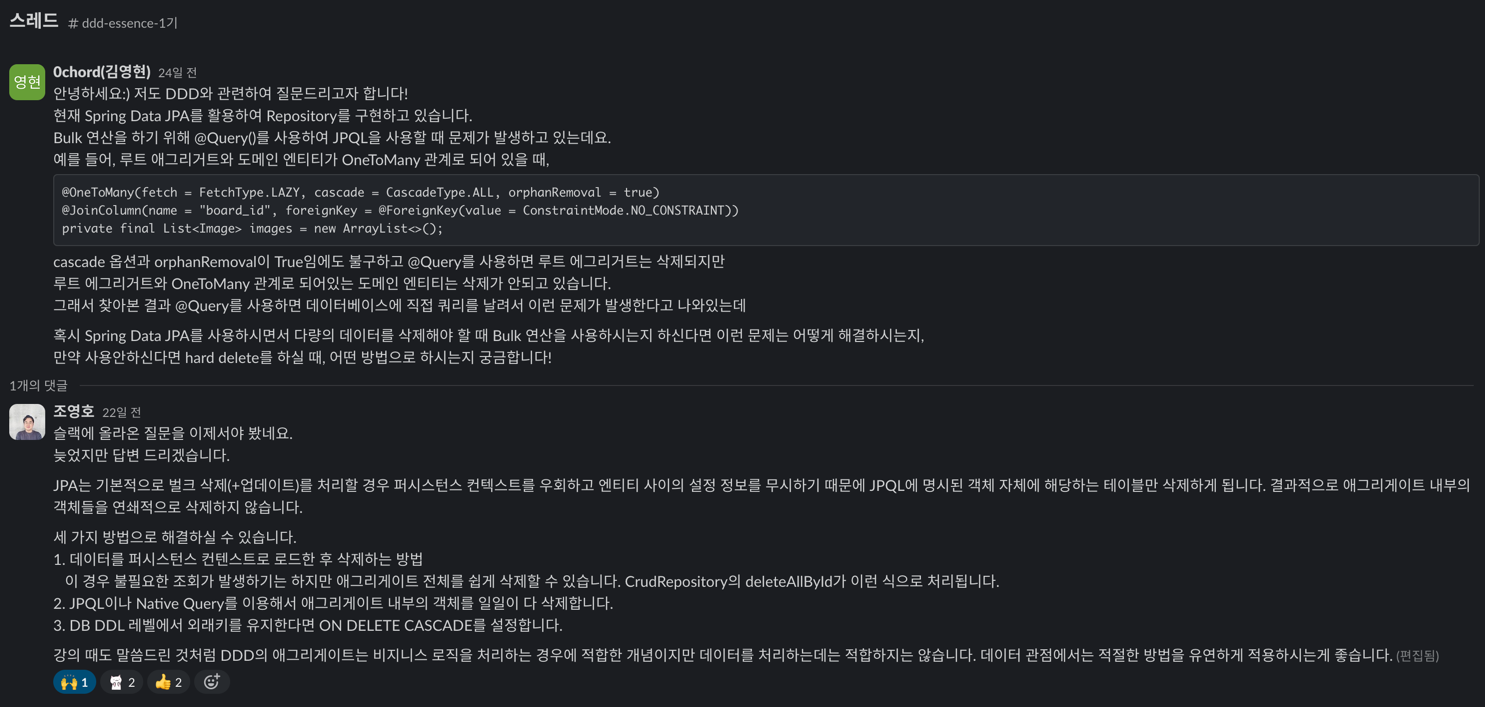 스레드 # ddd-essence-1기
영현
0chord(김영현) 24일 전
안녕하세요:) 저도 DDD와 관련하여 질문드리고자 합니다!
현재 Spring Data JPA를 활용하여 Repository를 구현하고 있습니다.
Bulk 연산을 하기 위해 @Query()를 사용하여 JPQL을 사용할 때 문제가 발생하고 있는데요.
예를 들어, 루트 애그리거트와 도메인 엔티티가 OneToMany 관계로 되어 있을 때,
@OneToMany(fetch = FetchType.LAZY, cascade = CascadeType.ALL, orphanRemoval = true)
@JoinColumn(name = "board_id", foreignKey = @ForeignKey(value = ConstraintMode.NO_CONSTRAINT))
private final List<Image> images = new ArrayList<>();
cascade 옵션과 orphanRemoval이 True임에도 불구하고 @Query를 사용하면 루트 에그리거트는 삭제되지만
루트 에그리거트와 OneToMany 관계로 되어있는 도메인 엔티티는 삭제가 안되고 있습니다.
그래서 찾아본 결과 @Query를 사용하면 데이터베이스에 직접 쿼리를 날려서 이런 문제가 발생한다고 나와있는데
혹시 Spring Data JPA를 사용하시면서 다량의 데이터를 삭제해야 할 때 Bulk 연산을 사용하시는지 하신다면 이런 문제는 어떻게 해결하시는지,
만약 사용안하신다면 hard delete를 하실 때, 어떤 방법으로 하시는지 궁금합니다!
1개의 댓글
조영호 22일 전
슬랙에 올라온 질문을 이제서야 봤네요.
늦었지만 답변 드리겠습니다.
JPA는 기본적으로 벌크 삭제(+업데이트)를 처리할 경우 퍼시스턴스 컨텍스트를 우회하고 엔티티 사이의 설정 정보를 무시하기 때문에 JPQL에 명시된 객체 자체에 해당하는 테이블만 삭제하게 됩니다. 결과적으로 애그리게이트 내부의
객체들을 연쇄적으로 삭제하지 않습니다.
세 가지 방법으로 해결하실 수 있습니다.
1. 데이터를 퍼시스턴스 컨텐스트로 로드한 후 삭제하는 방법
이 경우 불필요한 조회가 발생하기는 하지만 애그리게이트 전체를 쉽게 삭제할 수 있습니다. CrudRepository의 deleteAllById가 이런 식으로 처리됩니다.
2. JPQL이나 Native Query를 이용해서 애그리게이트 내부의 객체를 일일이 다 삭제합니다.
3. DB DDL 레벨에서 외래키를 유지한다면 ON DELETE CASCADE를 설정합니다.
강의 때도 말씀드린 것처럼 DDD의 애그리게이트는 비지니스 로직을 처리하는 경우에 적합한 개념이지만 데이터를 처리하는데는 적합하지는 않습니다. 데이터 관점에서는 적절한 방법을 유연하게 적용하시는게 좋습니다. (편집됨)
1 2 2